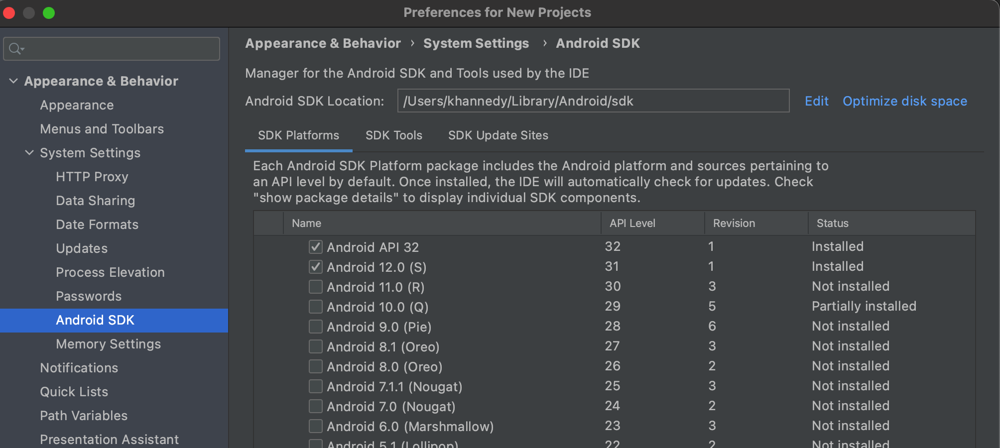 Preferences for New Projects
Appearance & Behavior
Appearance
Menus and Toolbars
System Settings
HTTP Proxy
Data Sharing
Date Formats
Updates
Process Elevation
Passwords
Android SDK
Memory Settings
Notifications
Quick Lists
Path Variables
Presentation Assistant
Appearance & Behavior › System Settings › Android SDK
Manager for the Android SDK and Tools used by the IDE
Android SDK Location: /Users/khannedy/Library/Android/sdk Edit Optimize disk space
SDK Platforms SDK Tools SDK Update Sites
Each Android SDK Platform package includes the Android platform and sources pertaining to
an API level by default. Once installed, the IDE will automatically check for updates. Check
"show package details" to display individual SDK components.
Name API Level Revision Status
Android API 32 32 1 Installed
Android 12.0 (S) 31 1 Installed
Android 11.0 (R) 30 3 Not installed
Android 10.0 (Q) 29 5 Partially installed
Android 9.0 (Pie) 28 6 Not installed
Android 8.1 (Oreo) 27 3 Not installed
Android 8.0 (Oreo) 26 2 Not installed
Android 7.1.1 (Nougat) 25 3 Not installed
Android 7.0 (Nougat) 24 2 Not installed
Android 6.0 (Marshmallow) 23 3 Not installed
Android 5.1 (Lollipop) 22 2 Not installed